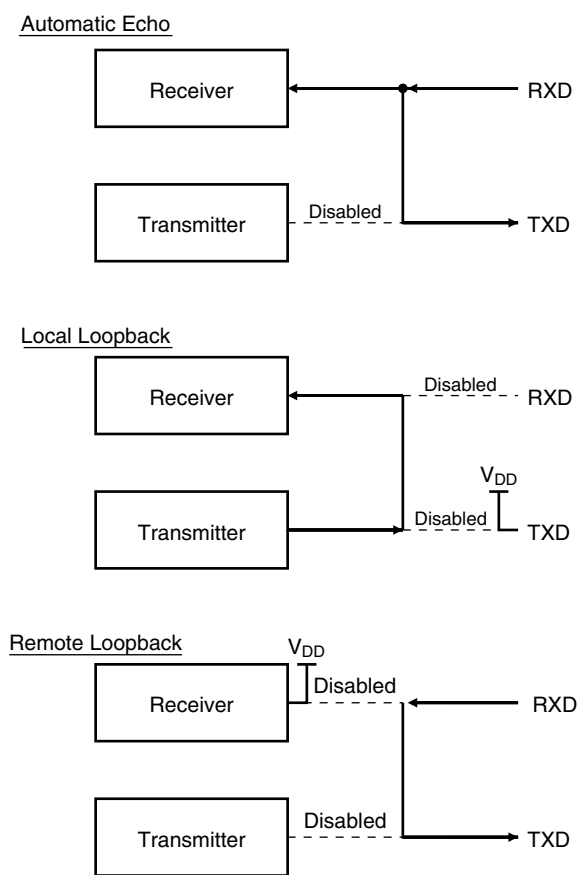 Automatic Echo
Receiver
RXD
Transmitter
Disabled
TXD
Local Loopback
Receiver
Disabled
RXD
VDD
Transmitter
Disabled
TXD
Remote Loopback
VDD
Receiver
Disabled
RXD
Transmitter
Disabled
TXD